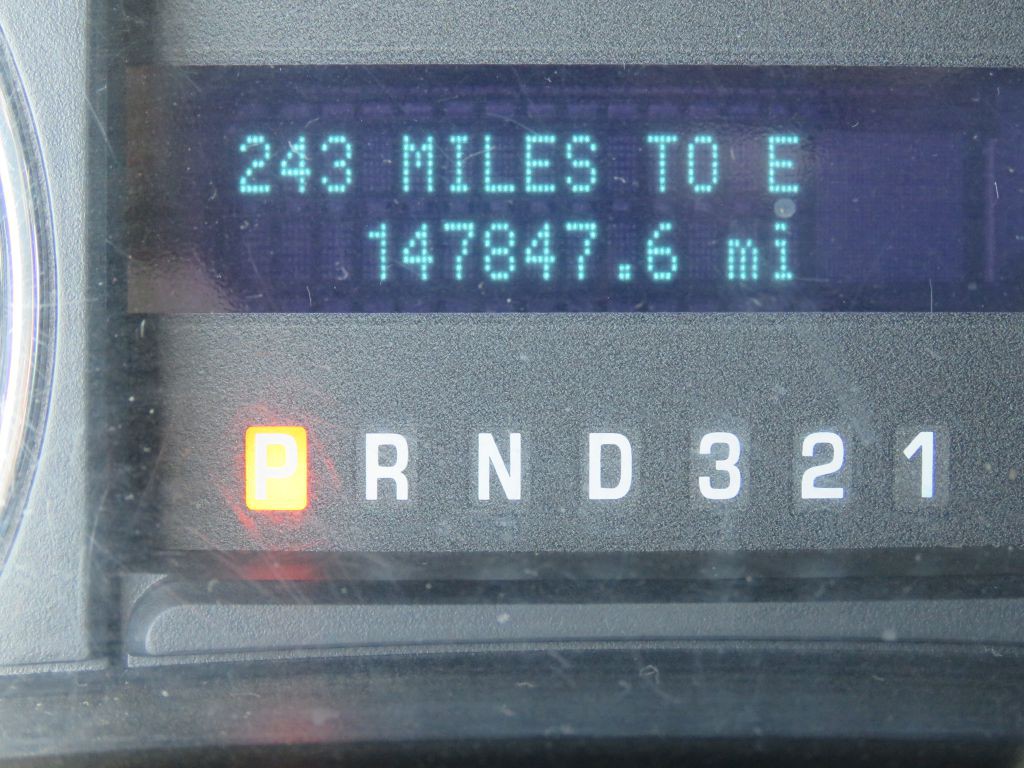 243 MILES TO E
147847.6 mi
P R N D 3 2 1